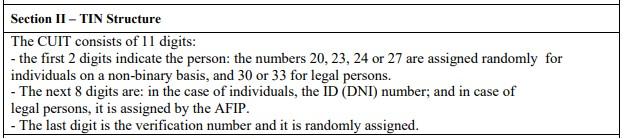 Section II – TIN Structure
The CUIT consists of 11 digits:
- the first 2 digits indicate the person: the numbers 20, 23, 24 or 27 are assigned randomly for
individuals on a non-binary basis, and 30 or 33 for legal persons.
- The next 8 digits are: in the case of individuals, the ID (DNI) number; and in case of
legal persons, it is assigned by the AFIP.
- The last digit is the verification number and it is randomly assigned.